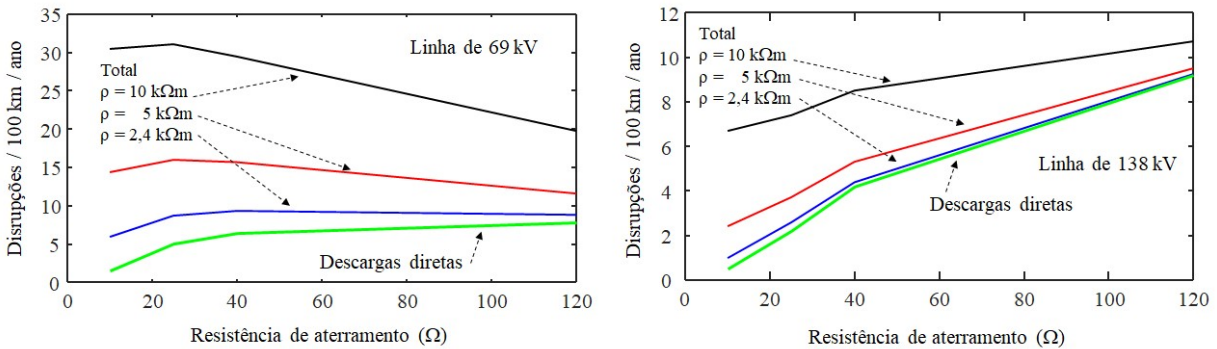 35
30
25
20
15
10
5
0
Disrupções / 100 km / ano
Linha de 69 kV
Total
ρ = 10 kΩm
ρ = 5 kΩm
ρ = 2,4 kΩm
Descargas diretas
0 20 40 60 80 100 120
Resistência de aterramento (Ω)
12
10
8
6
4
2
0
Disrupções / 100 km / ano
Total
ρ = 10 kΩm
ρ = 5 kΩm
ρ = 2,4 kΩm
Linha de 138 kV
Descargas diretas
0 20 40 60 80 100 120
Resistência de aterramento (Ω)